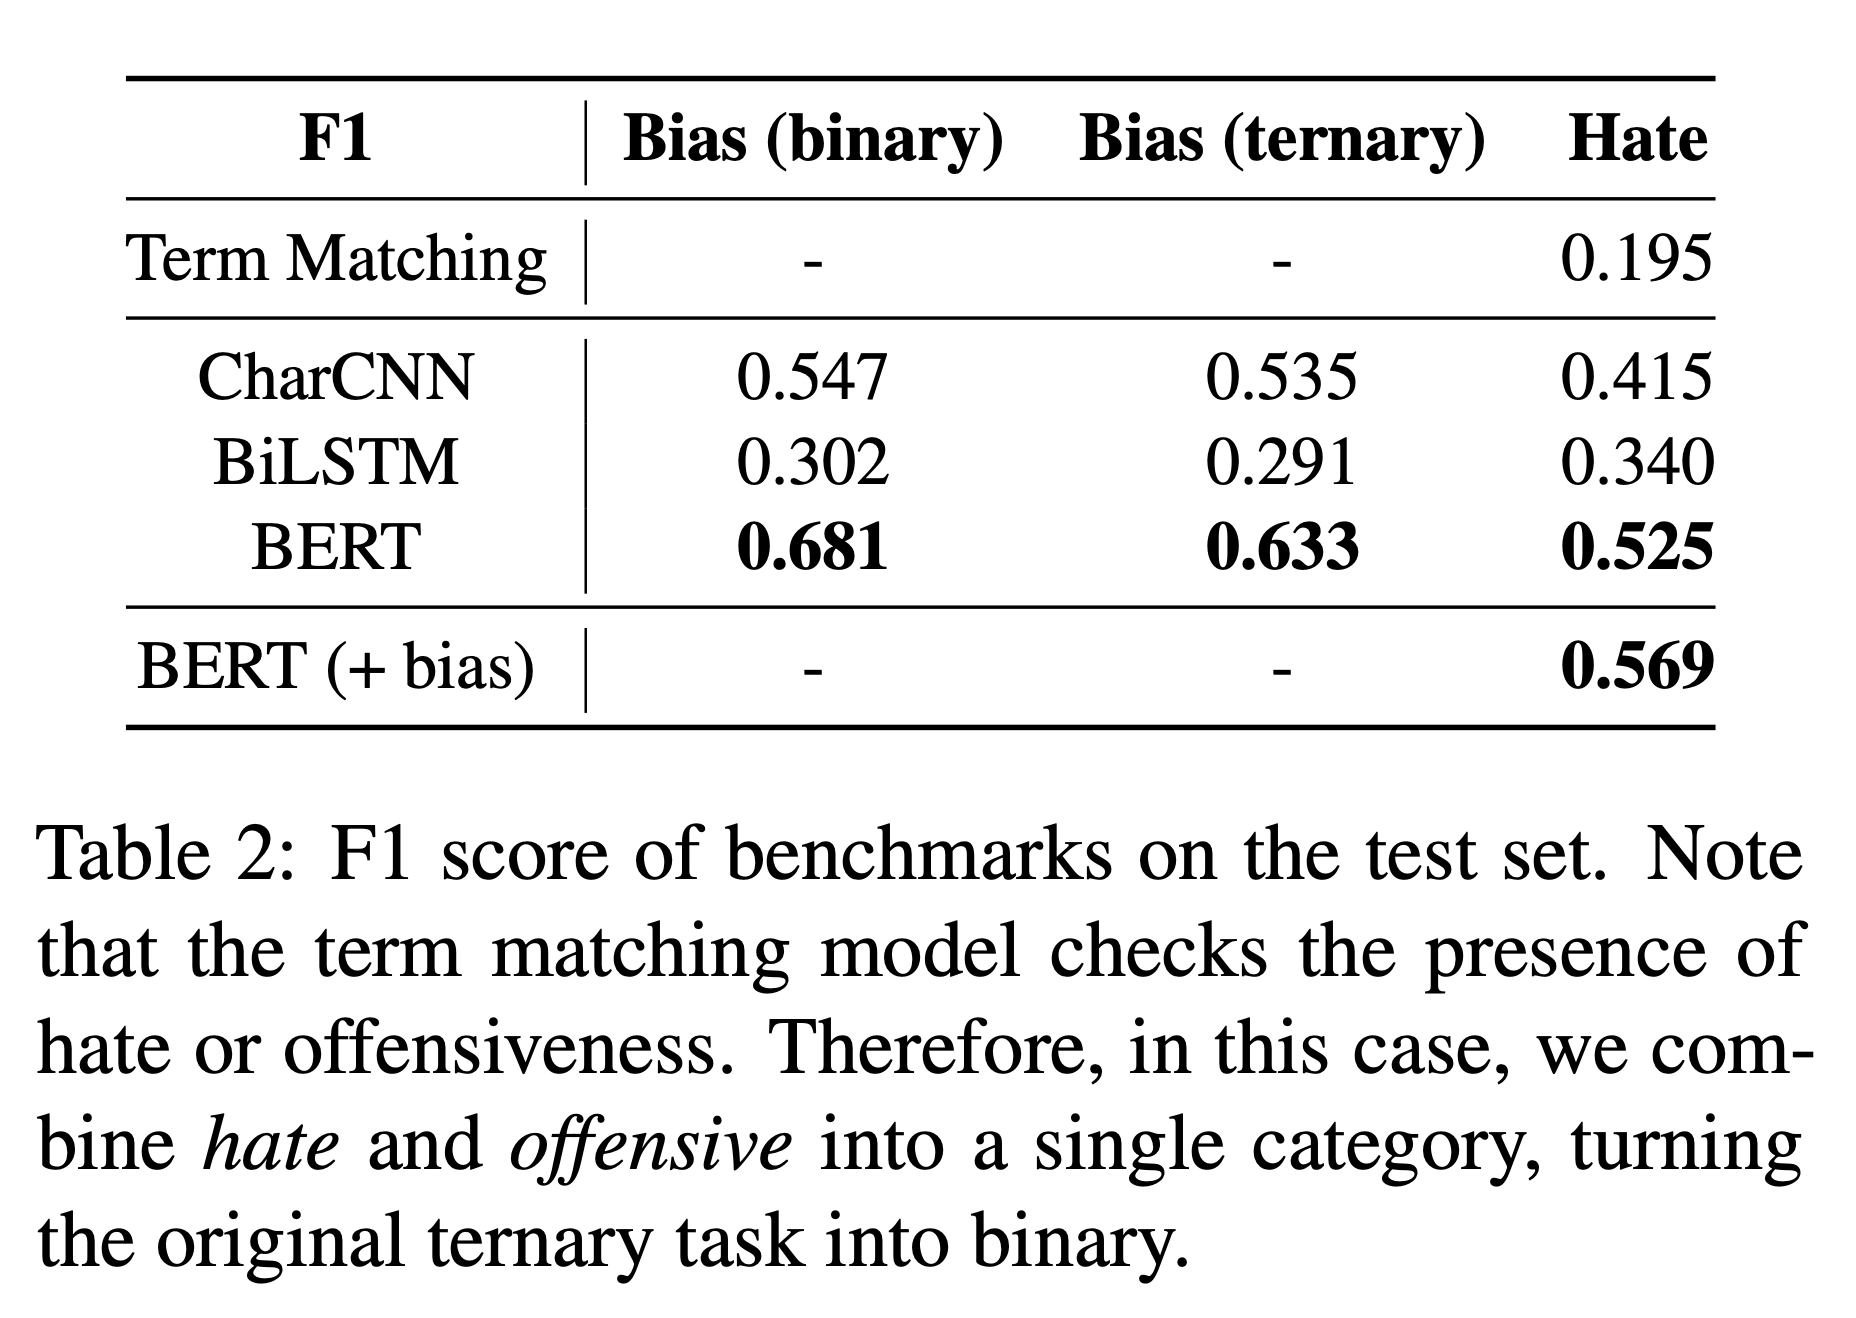 F1 Bias (binary) Bias (ternary) Hate
Term Matching - - 0.195
CharCNN 0.547 0.535 0.415
BiLSTM 0.302 0.291 0.340
BERT 0.681 0.633 0.525
BERT (+ bias) - - 0.569
Table 2: F1 score of benchmarks on the test set. Note
that the term matching model checks the presence of
hate or offensiveness. Therefore, in this case, we com-
bine hate and offensive into a single category, turning
the original ternary task into binary.